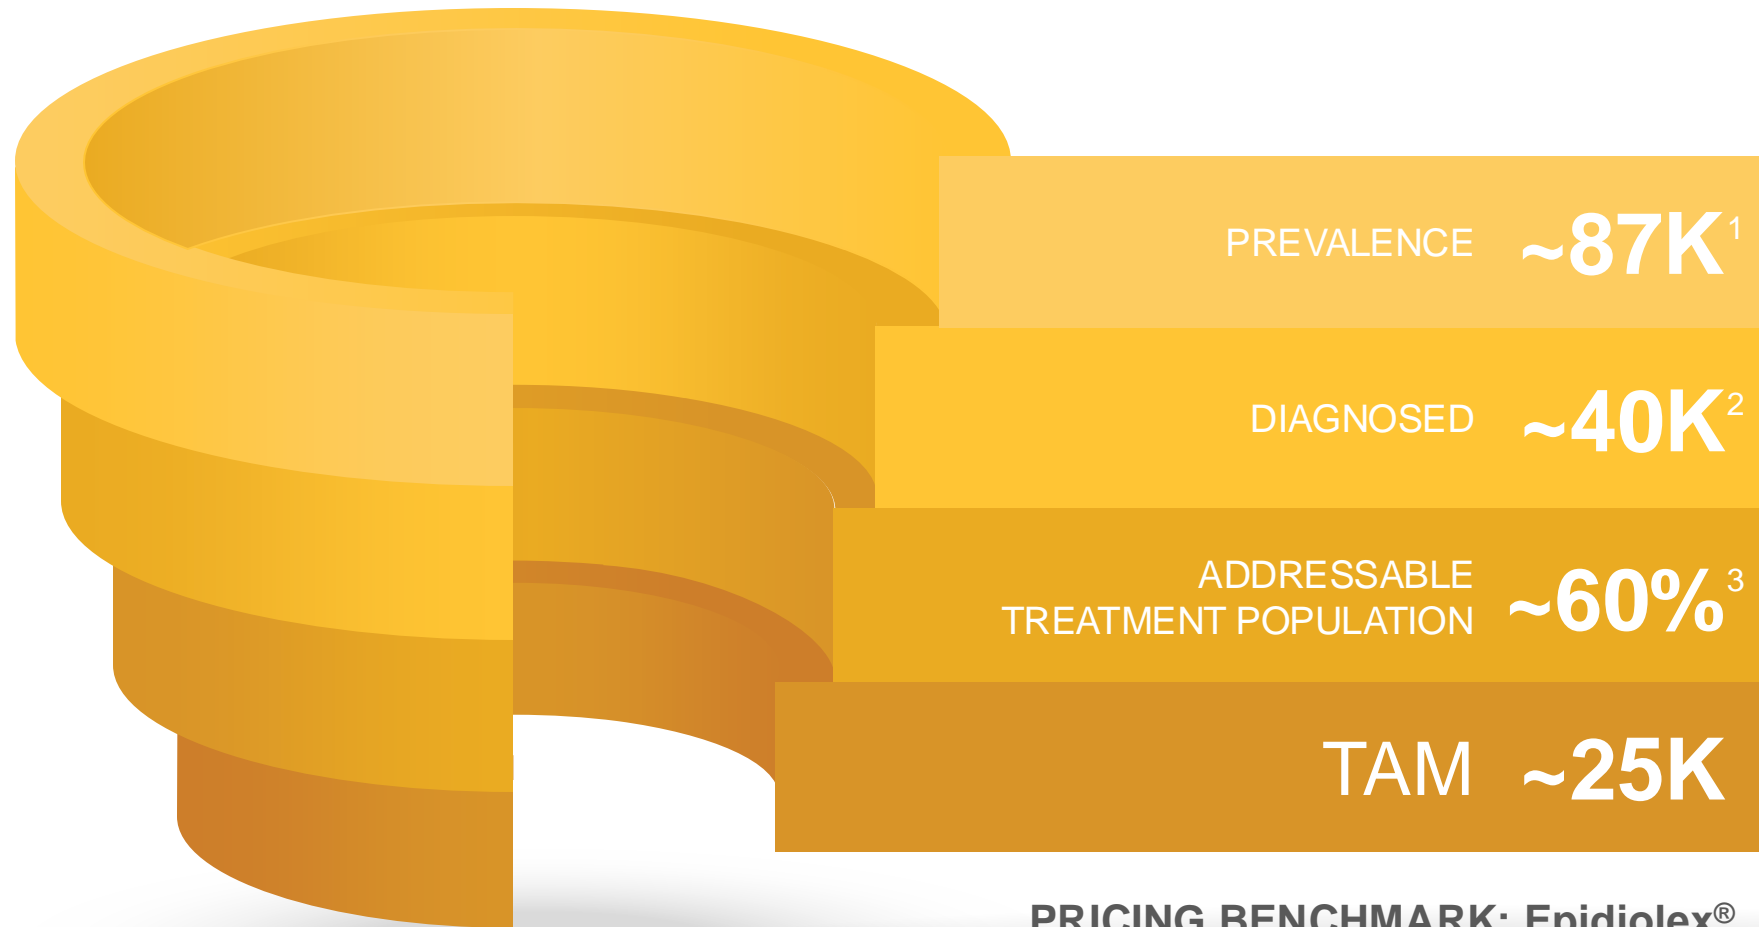 PREVALENCE ~87K¹
DIAGNOSED ~40K²
ADDRESSABLE
TREATMENT POPULATION ~60%³
TAM ~25K
PRICING BENCHMARK: Epidiolex®